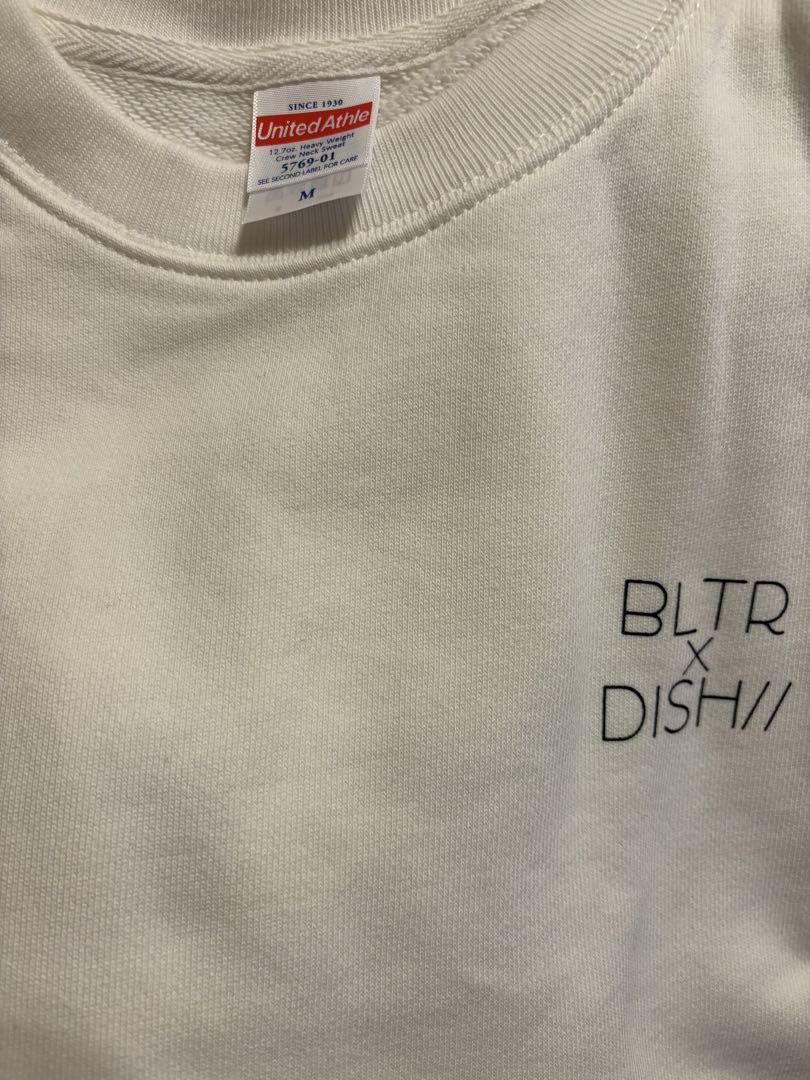 SINCE 1930
United Athle
12.7oz. Heavy Weight
Crew Neck Sweat
5769-01
SEE SECOND LABEL FOR CARE
M
BLTR
X
DISH//